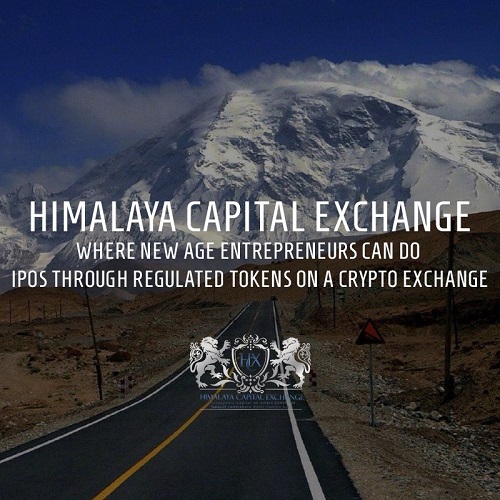 HIMALAYA CAPITAL EXCHANGE
WHERE NEW AGE ENTREPRENEURS CAN DO
IPOS THROUGH REGULATED TOKENS ON A CRYPTO EXCHANGE
HX
HIMALAYA CAPITAL EXCHANGE